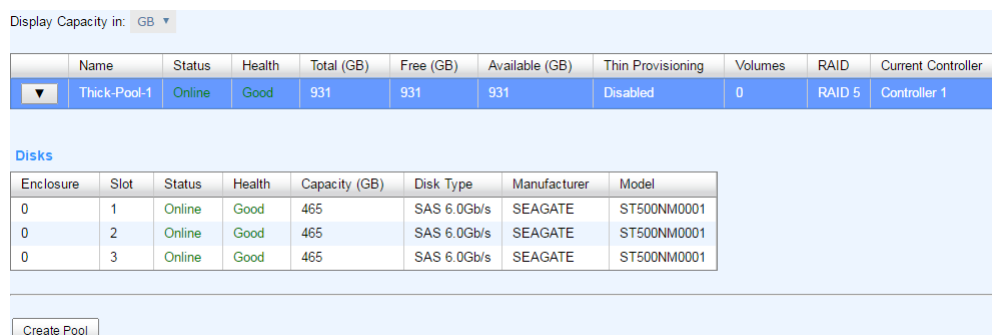 Display Capacity in: GB ▼
Name Status Health Total (GB) Free (GB) Available (GB) Thin Provisioning Volumes RAID Current Controller
▼ Thick-Pool-1 Online Good 931 931 931 Disabled 0 RAID 5 Controller 1
Disks
Enclosure Slot Status Health Capacity (GB) Disk Type Manufacturer Model
0 1 Online Good 465 SAS 6.0Gb/s SEAGATE ST500NM0001
0 2 Online Good 465 SAS 6.0Gb/s SEAGATE ST500NM0001
0 3 Online Good 465 SAS 6.0Gb/s SEAGATE ST500NM0001
Create Pool